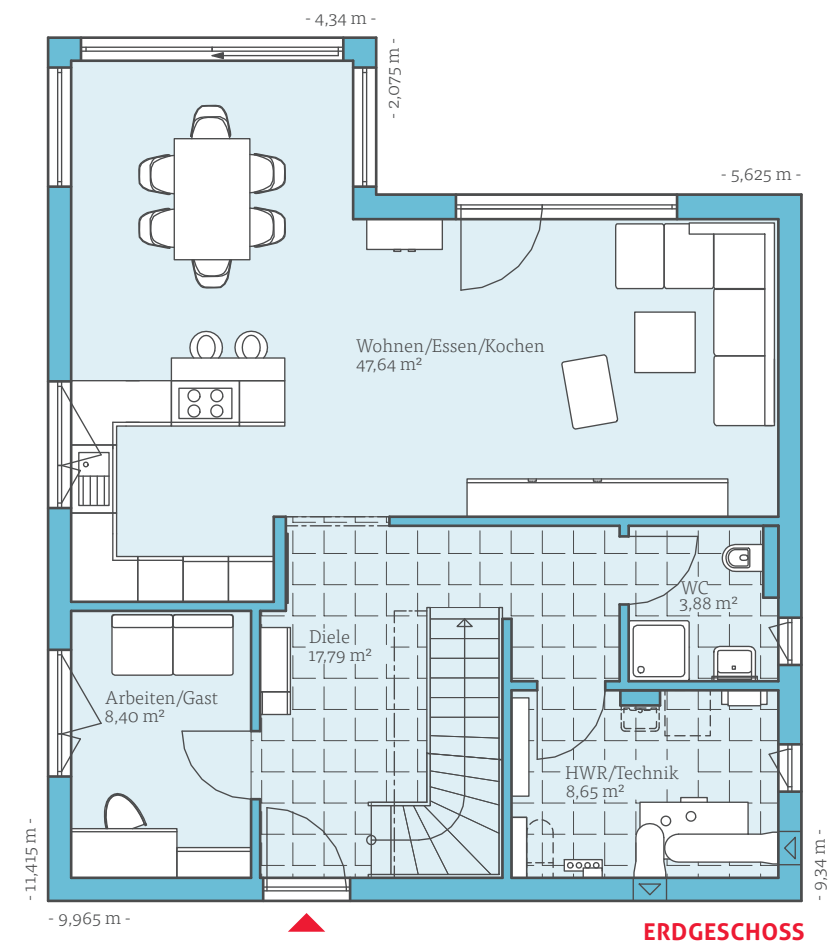 - 4,34 m -
- 2,075 m -
- 5,625 m -
Wohnen/Essen/Kochen
47,64 m²
WC
3,88 m²
Diele
17,79 m²
Arbeiten/Gast
8,40 m²
HWR/Technik
8,65 m²
- 11,415 m -
- 9,34 m -
- 9,965 m -
ERDGESCHOSS